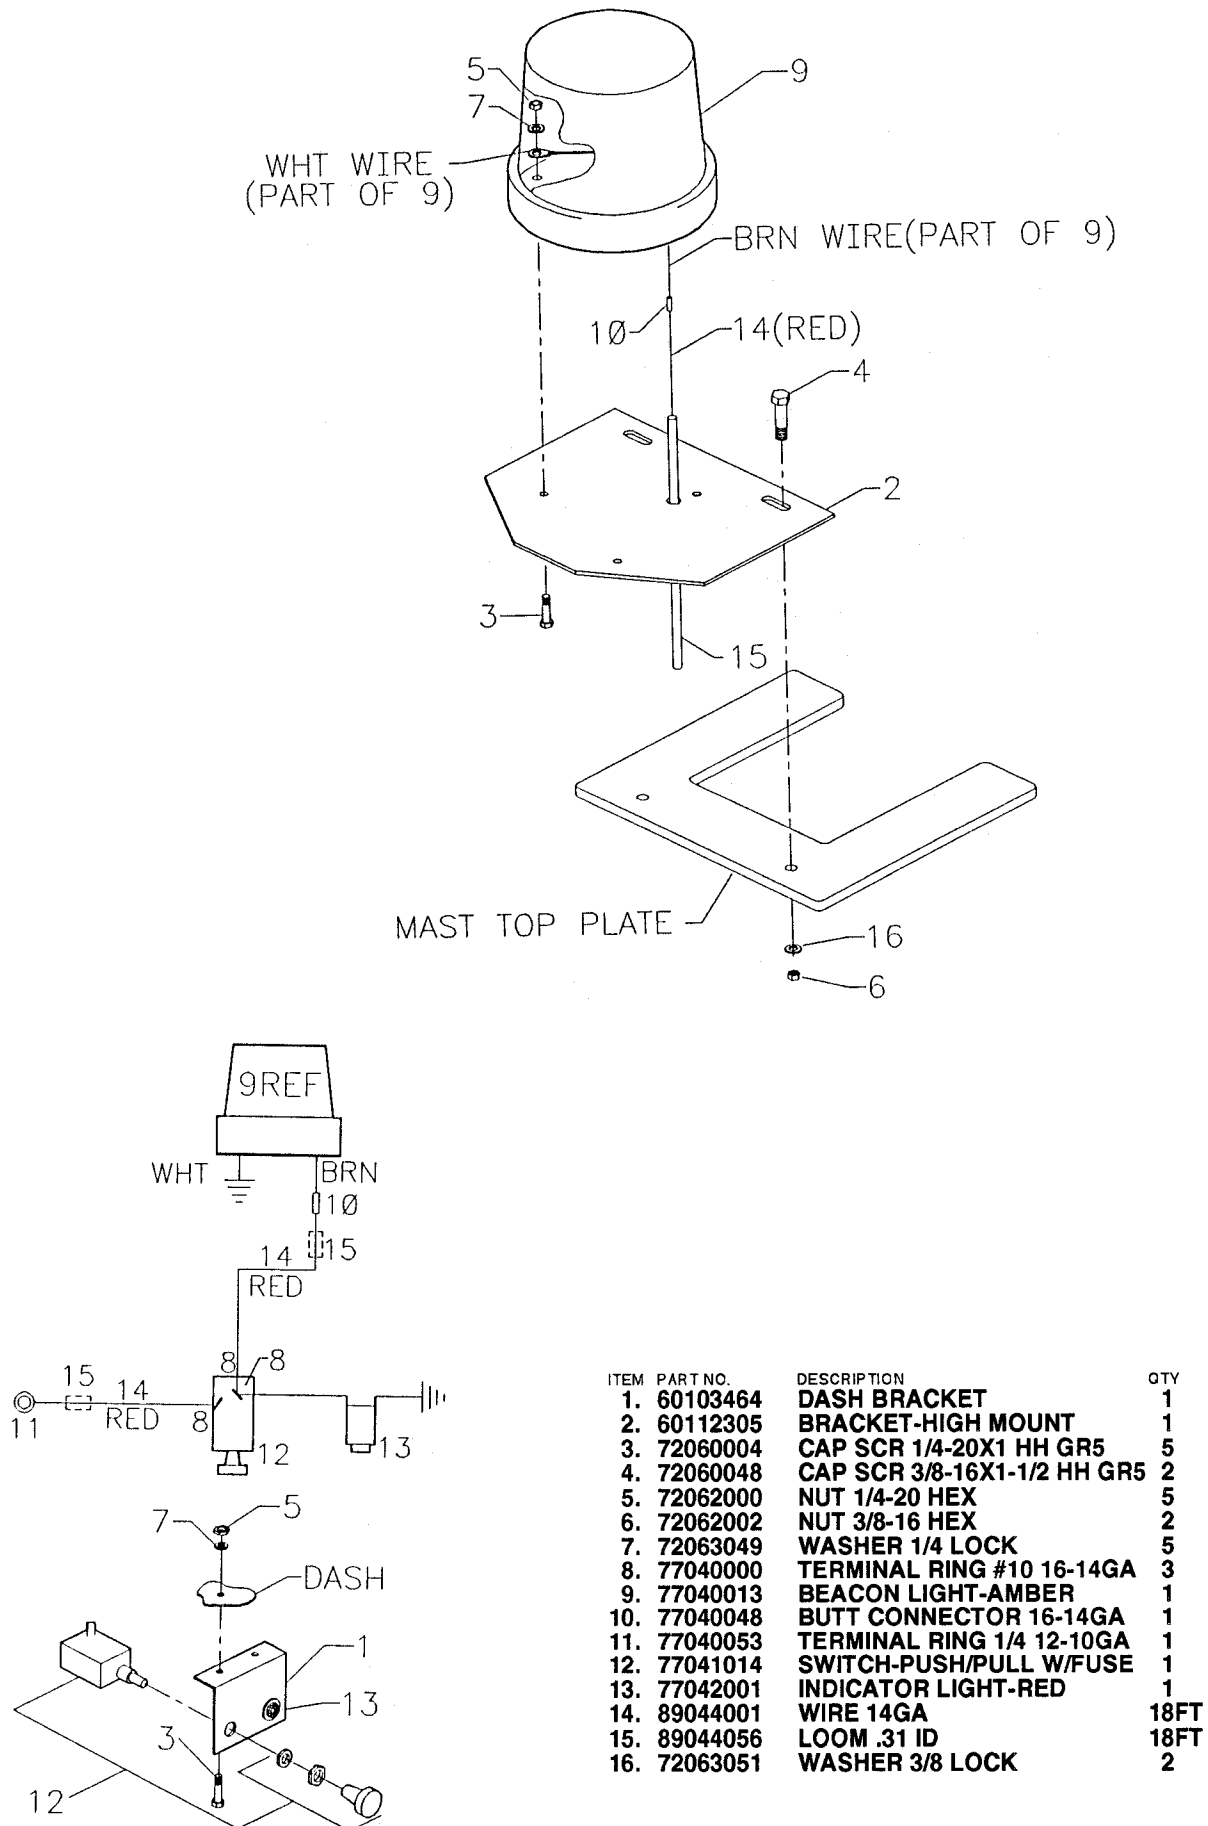 5
9
7
WHT WIRE
(PART OF 9)
BRN WIRE(PART OF 9)
10
14(RED)
4
2
3
15
MAST TOP PLATE
16
6
9REF
WHT
BRN
10
15
14
RED
8
8
15
14
RED
8
11
12
13
5
7
DASH
1
13
3
12
ITEM PART NO. DESCRIPTION QTY
1. 60103464 DASH BRACKET 1
2. 60112305 BRACKET-HIGH MOUNT 1
3. 72060004 CAP SCR 1/4-20X1 HH GR5 5
4. 72060048 CAP SCR 3/8-16X1-1/2 HH GR5 2
5. 72062000 NUT 1/4-20 HEX 5
6. 72062002 NUT 3/8-16 HEX 2
7. 72063049 WASHER 1/4 LOCK 5
8. 77040000 TERMINAL RING #10 16-14GA 3
9. 77040013 BEACON LIGHT-AMBER 1
10. 77040048 BUTT CONNECTOR 16-14GA 1
11. 77040053 TERMINAL RING 1/4 12-10GA 1
12. 77041014 SWITCH-PUSH/PULL W/FUSE 1
13. 77042001 INDICATOR LIGHT-RED 1
14. 89044001 WIRE 14GA 18FT
15. 89044056 LOOM .31 ID 18FT
16. 72063051 WASHER 3/8 LOCK 2